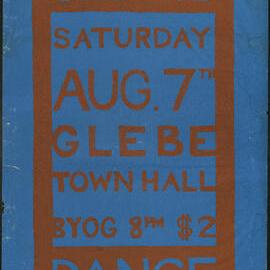 SATURDAY
AUG. 7TH
GLEBE
TOWN HALL
BYOG 8PM $2
DANCE